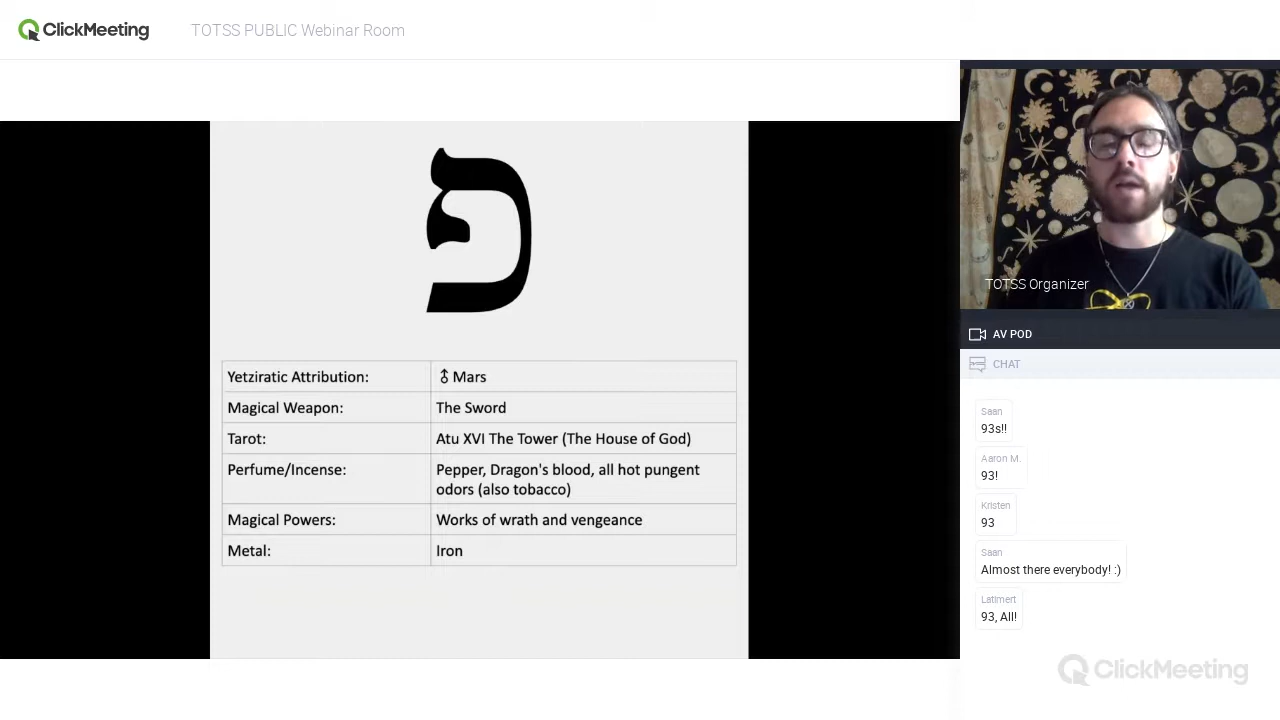 ClickMeeting
TOTSS PUBLIC Webinar Room
פ
Yetziratic Attribution: ♂ Mars
Magical Weapon: The Sword
Tarot: Atu XVI The Tower (The House of God)
Perfume/Incense: Pepper, Dragon's blood, all hot pungent
odors (also tobacco)
Magical Powers: Works of wrath and vengeance
Metal: Iron
TOTSS Organizer
AV POD
CHAT
Saan
93s!!
Aaron M.
93!
Kristen
93
Saan
Almost there everybody! :)
Latimert
93, All!
ClickMeeting